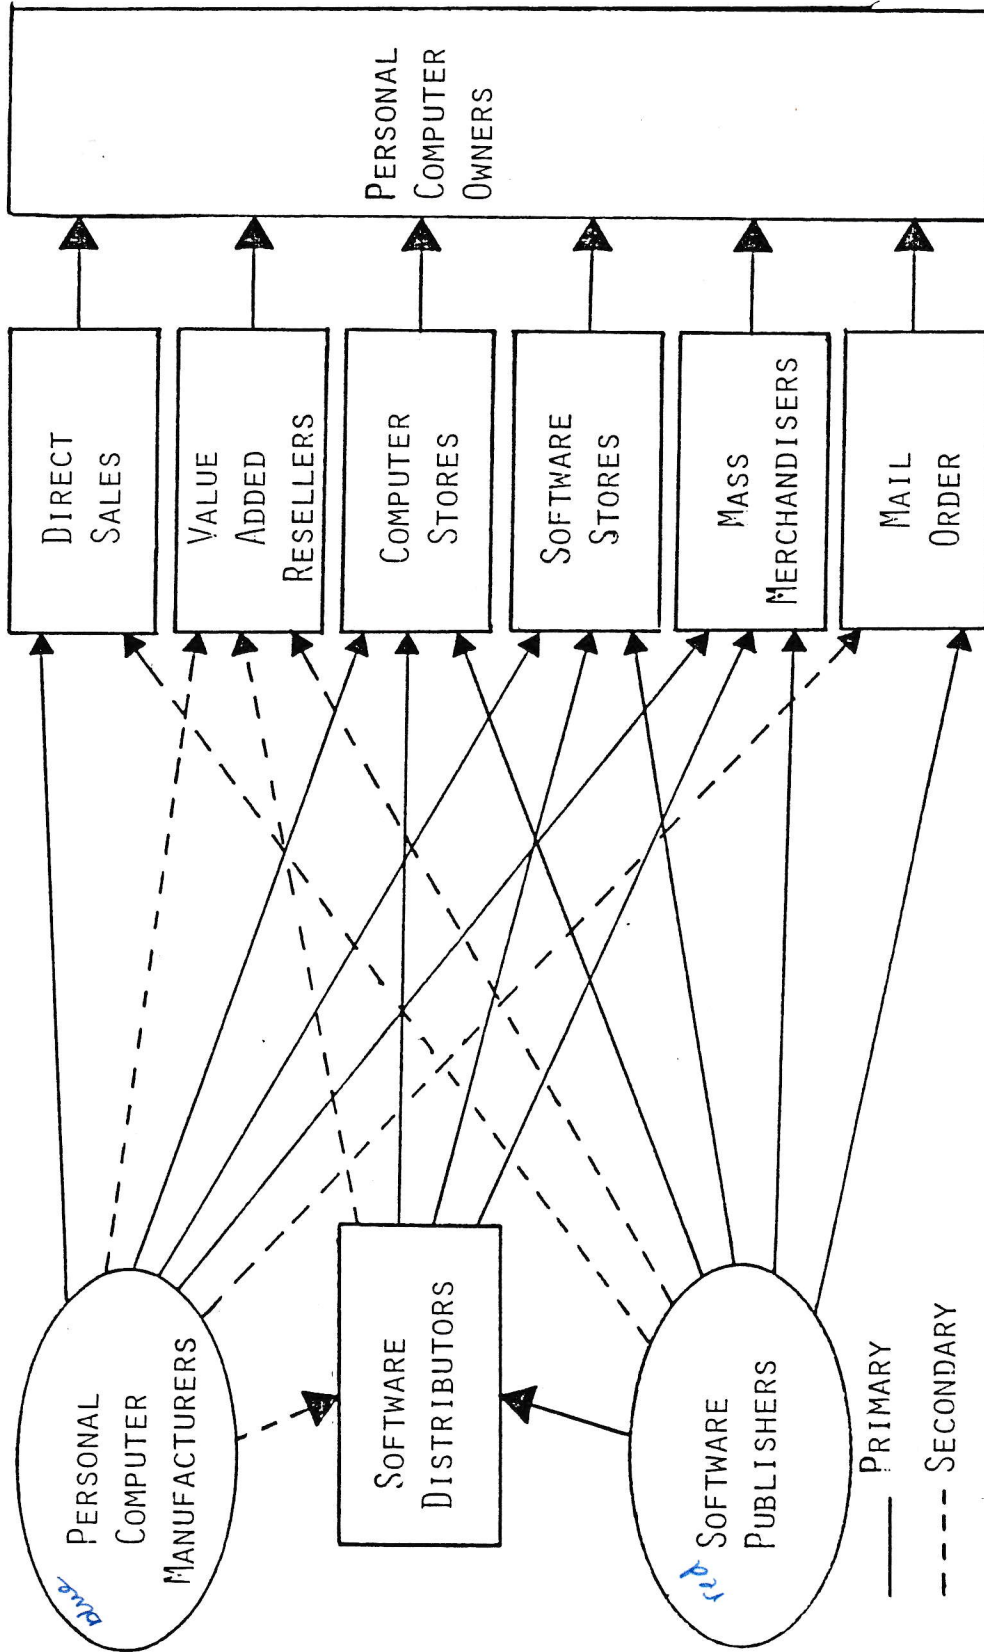 blue
PERSONAL
COMPUTER
MANUFACTURERS
SOFTWARE
DISTRIBUTORS
red
SOFTWARE
PUBLISHERS
PRIMARY
SECONDARY
DIRECT
SALES
VALUE
ADDED
RESELLERS
COMPUTER
STORES
SOFTWARE
STORES
MASS
MERCHANDISERS
MAIL
ORDER
PERSONAL
COMPUTER
OWNERS